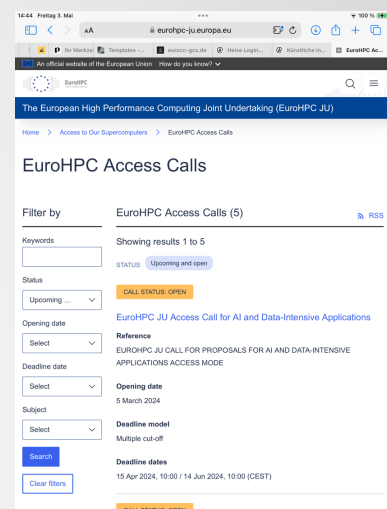 14:44 Freitag 3. Mai
100 %
AA
eurohpc-ju.europa.eu
Ihr Merkzet
Templates -...
eurocc-gcs.de
Heise Login...
Künstliche In...
EuroHPC Ac...
An official website of the European Union How do you know?
EuroHPC
The European High Performance Computing Joint Undertaking (EuroHPC JU)
Home > Access to Our Supercomputers > EuroHPC Access Calls
EuroHPC Access Calls
Filter by
Keywords
Status
Upcoming ...
Opening date
Select
Deadline date
Select
Subject
Select
Search
Clear filters
EuroHPC Access Calls (5)
RSS
Showing results 1 to 5
STATUS Upcoming and open
CALL STATUS: OPEN
EuroHPC JU Access Call for AI and Data-Intensive Applications
Reference
EUROHPC JU CALL FOR PROPOSALS FOR AI AND DATA-INTENSIVE
APPLICATIONS ACCESS MODE
Opening date
5 March 2024
Deadline model
Multiple cut-off
Deadline dates
15 Apr 2024, 10:00 / 14 Jun 2024, 10:00 (CEST)
CALL STATUS: OPEN